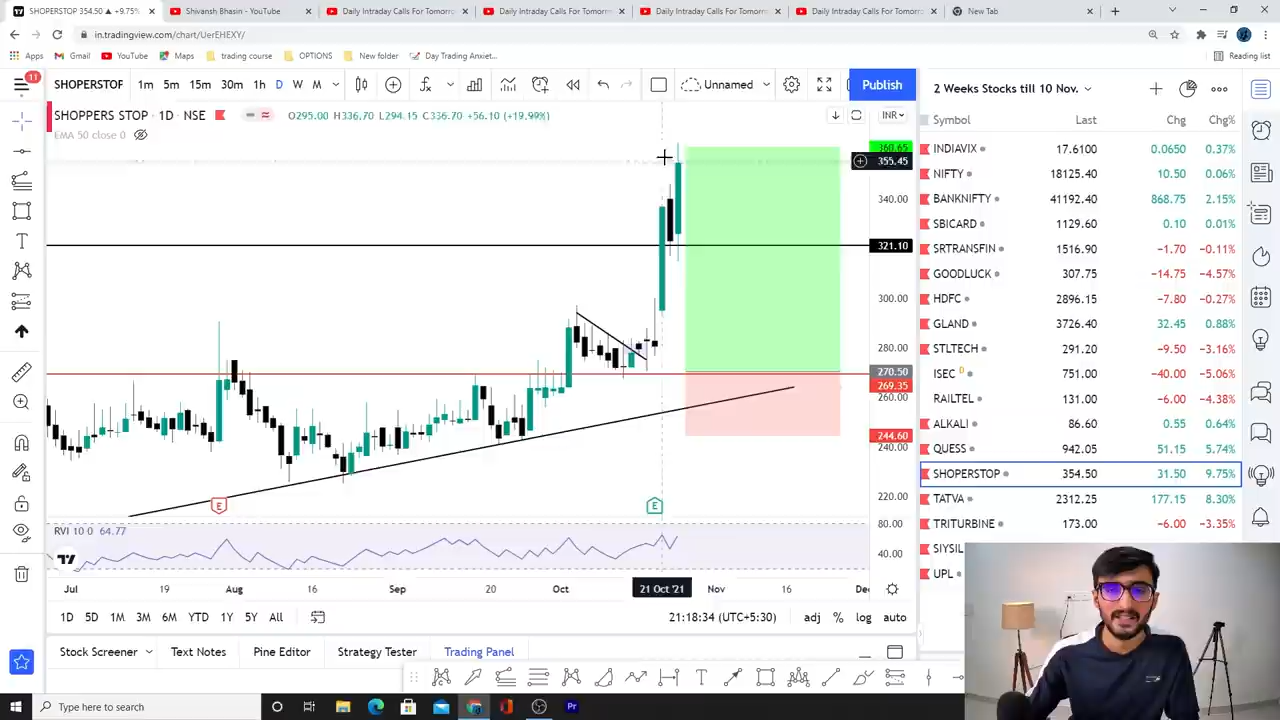 SHOPERSTOP 354.50 ▲ +9.75%
Shivansh Bhasin - YouTube
Daily Intraday Calls For Tomorr
Daily Intraday Calls For Tomorr
Daily Intraday Calls For Tomorr
Daily Intraday Calls For Tomorr
New Tab
in.tradingview.com/chart/UerEHEXY/
Apps
Gmail
YouTube
Maps
trading course
OPTIONS
New folder
Day Trading Anxiet...
Reading list
11
SHOPERSTOP
1m 5m 15m 30m 1h D W M
Unnamed
Publish
2 Weeks Stocks till 10 Nov.
SHOPPERS STOP · 1D · NSE
O295.00 H336.70 L294.15 C336.70 +56.10 (+19.99%)
INR
EMA 50 close 0
Symbol Last Chg Chg%
INDIAVIX 17.6100 0.0650 0.37%
NIFTY 18125.40 10.50 0.06%
BANKNIFTY 41192.40 868.75 2.15%
SBICARD 1129.60 0.10 0.01%
SRTRANSFIN 1516.90 −1.70 −0.11%
GOODLUCK 307.75 −14.75 −4.57%
HDFC 2896.15 −7.80 −0.27%
GLAND 3726.40 32.45 0.88%
STLTECH 291.20 −9.50 −3.16%
ISEC D 751.00 −40.00 −5.06%
RAILTEL 131.00 −6.00 −4.38%
ALKALI 86.60 0.55 0.64%
QUESS 942.05 51.15 5.74%
SHOPERSTOP 354.50 31.50 9.75%
TATVA 2312.25 177.15 8.30%
TRITURBINE 173.00 −6.00 −3.35%
SIYSIL
UPL
360.65
355.45
340.00
321.10
300.00
280.00
270.50
269.35
260.00
244.60
240.00
220.00
E
E
RVI 10 0 64.77
80.00
40.00
Jul 19 Aug 16 Sep 20 Oct 21 Oct '21 Nov 16 De
1D 5D 1M 3M 6M YTD 1Y 5Y All
21:18:34 (UTC+5:30)
adj % log auto
Stock Screener
Text Notes
Pine Editor
Strategy Tester
Trading Panel
Type here to search
Pr